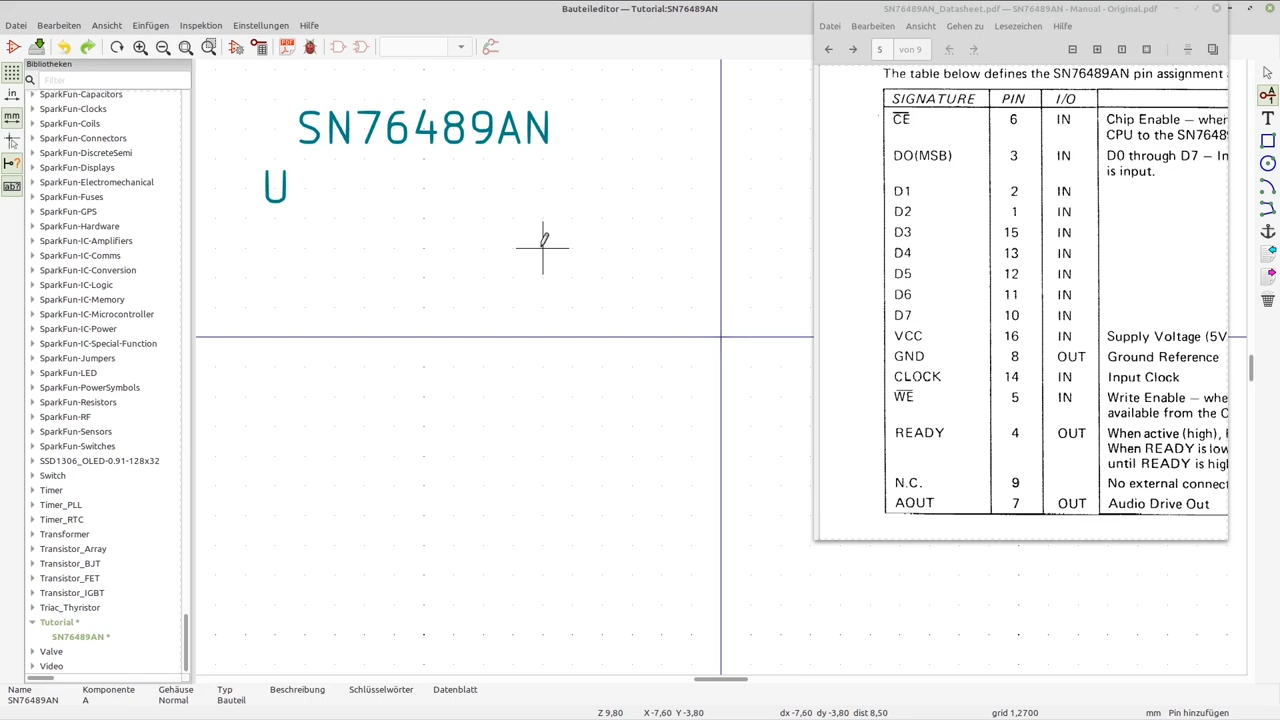 Bauteileditor — Tutorial:SN76489AN
SN76489AN_Datasheet.pdf — SN76489AN - Manual - Original.pdf
Datei Bearbeiten Ansicht Einfügen Inspektion Einstellungen Hilfe
Datei Bearbeiten Ansicht Gehen zu Lesezeichen Hilfe
5 von 9
Bibliotheken
Filter
SparkFun-Capacitors
SparkFun-Clocks
SparkFun-Coils
SparkFun-Connectors
SparkFun-DiscreteSemi
SparkFun-Displays
SparkFun-Electromechanical
SparkFun-Fuses
SparkFun-GPS
SparkFun-Hardware
SparkFun-IC-Amplifiers
SparkFun-IC-Comms
SparkFun-IC-Conversion
SparkFun-IC-Logic
SparkFun-IC-Memory
SparkFun-IC-Microcontroller
SparkFun-IC-Power
SparkFun-IC-Special-Function
SparkFun-Jumpers
SparkFun-LED
SparkFun-PowerSymbols
SparkFun-Resistors
SparkFun-RF
SparkFun-Sensors
SparkFun-Switches
SSD1306_OLED-0.91-128x32
Switch
Timer
Timer_PLL
Timer_RTC
Transformer
Transistor_Array
Transistor_BJT
Transistor_FET
Transistor_IGBT
Triac_Thyristor
Tutorial *
SN76489AN *
Valve
Video
in
mm
SN76489AN
U
The table below defines the SN76489AN pin assignment
SIGNATURE PIN I/O
CE 6 IN Chip Enable — when
CPU to the SN7648
DO(MSB) 3 IN D0 through D7 — In
is input.
D1 2 IN
D2 1 IN
D3 15 IN
D4 13 IN
D5 12 IN
D6 11 IN
D7 10 IN
VCC 16 IN Supply Voltage (5V
GND 8 OUT Ground Reference
CLOCK 14 IN Input Clock
WE 5 IN Write Enable — whe
available from the C
READY 4 OUT When active (high),
When READY is low
until READY is high
N.C. 9 No external connect
AOUT 7 OUT Audio Drive Out
Name Komponente Gehäuse Typ Beschreibung Schlüsselwörter Datenblatt
SN76489AN A Normal Bauteil
Z 9,80 X -7,60 Y -3,80 dx -7,60 dy -3,80 dist 8,50 grid 1,2700 mm Pin hinzufügen